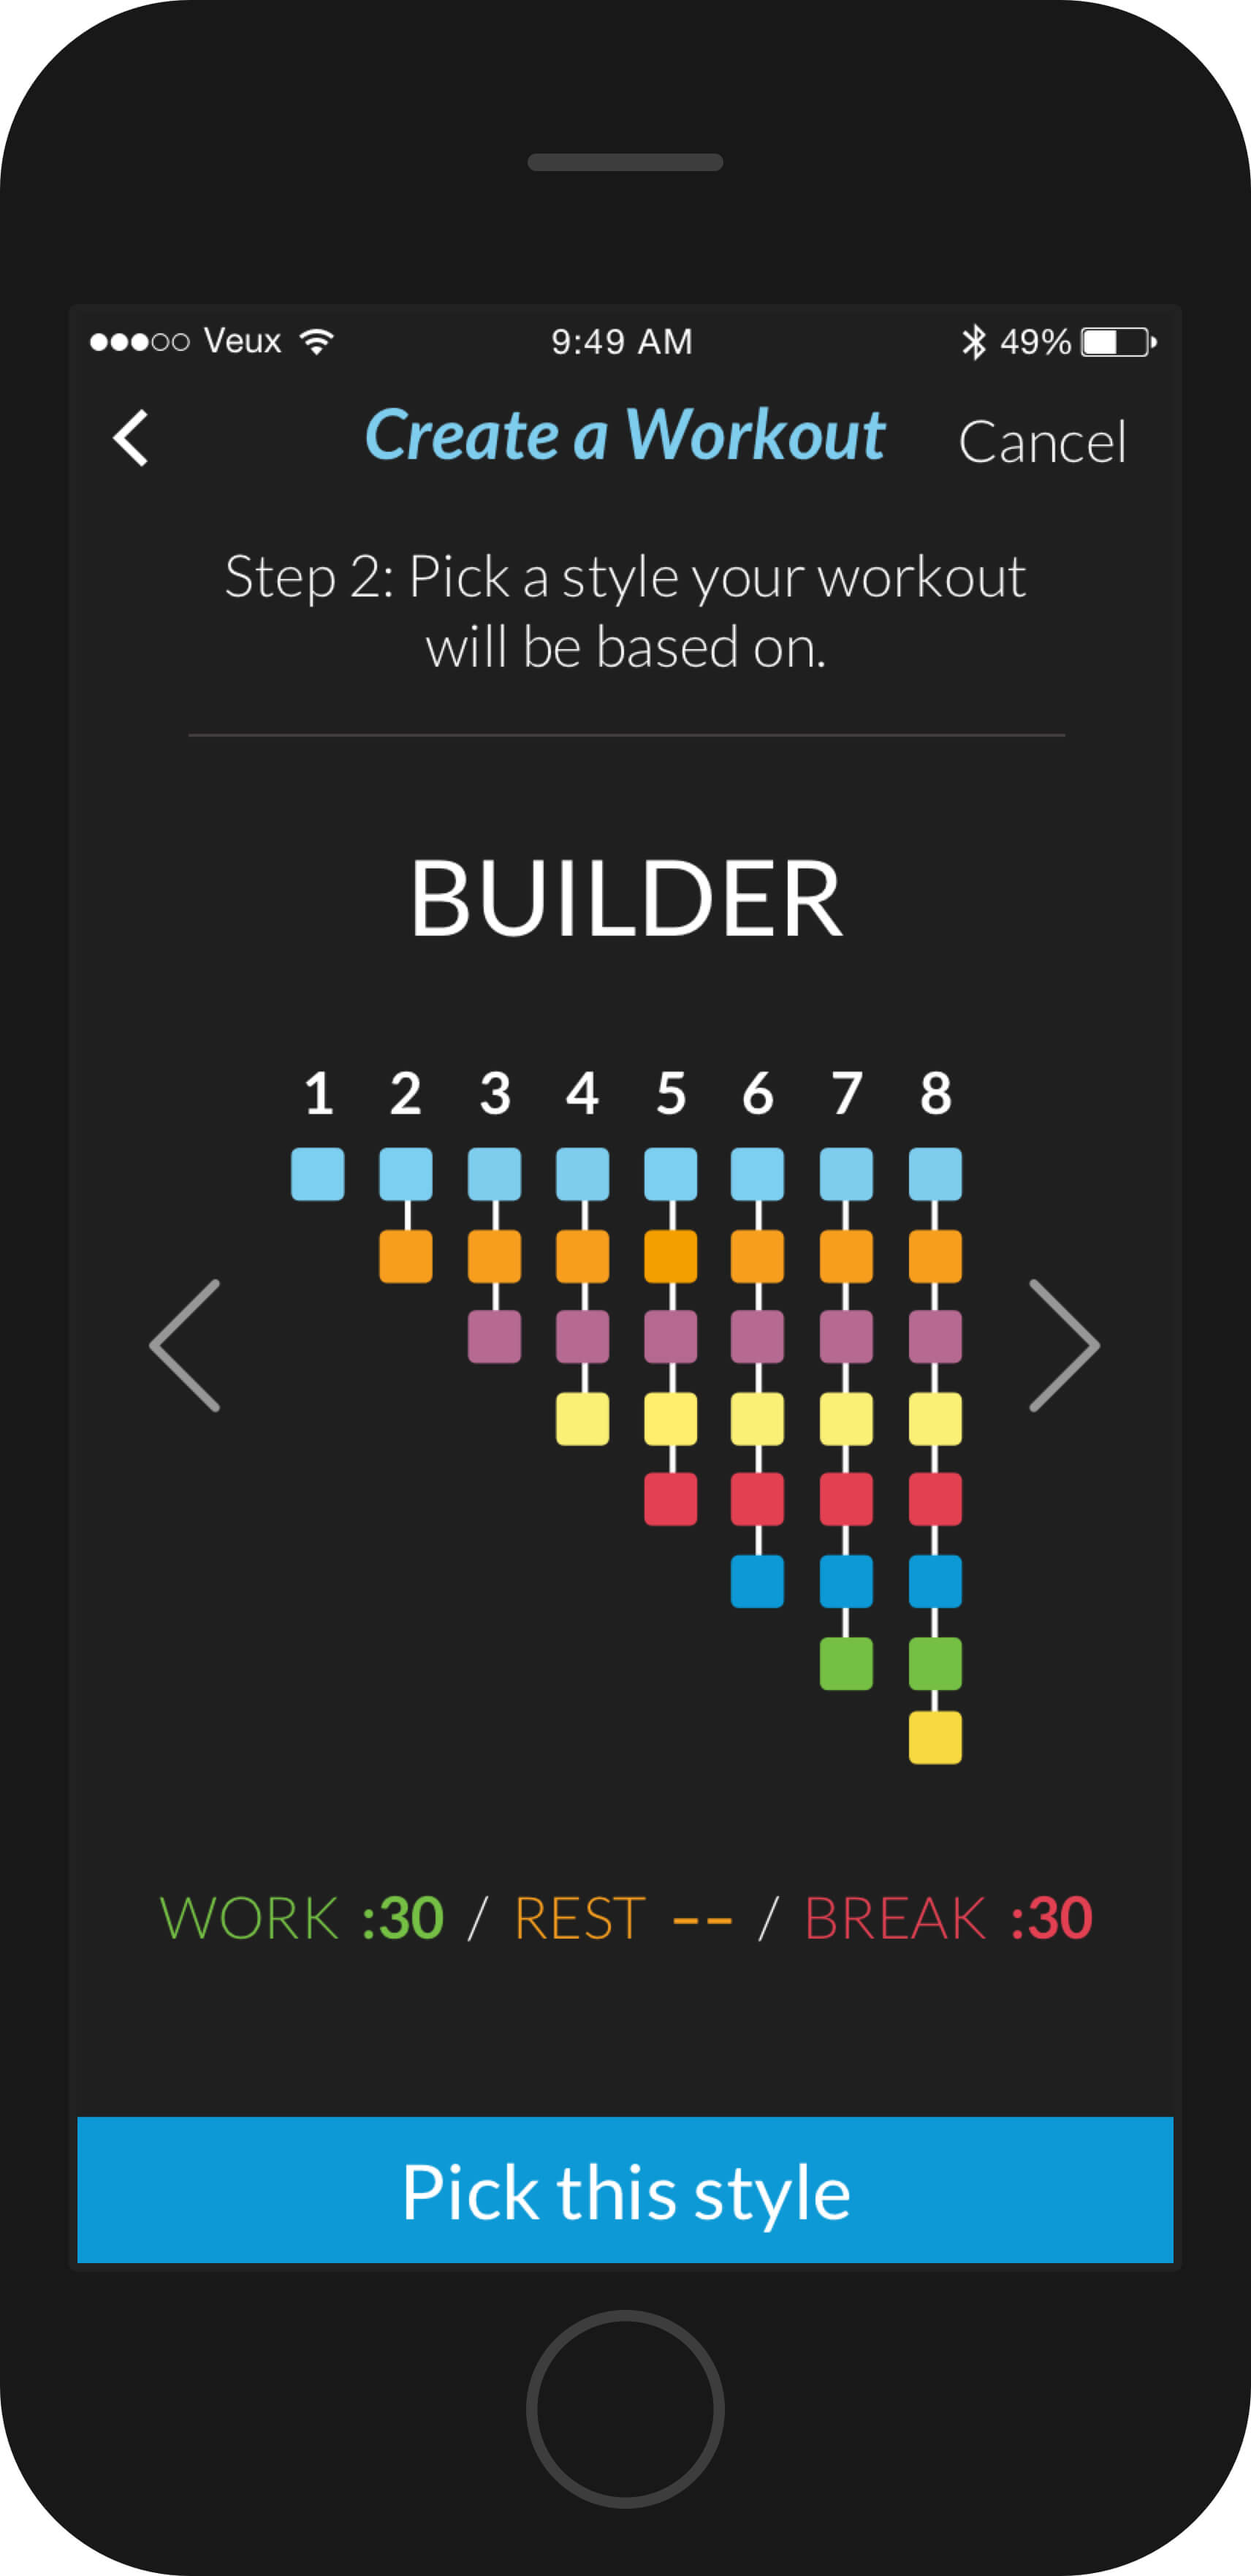 Veux 9:49 AM 49%
Create a Workout Cancel
Step 2: Pick a style your workout
will be based on.
BUILDER
1 2 3 4 5 6 7 8
WORK :30 / REST -- / BREAK :30
Pick this style